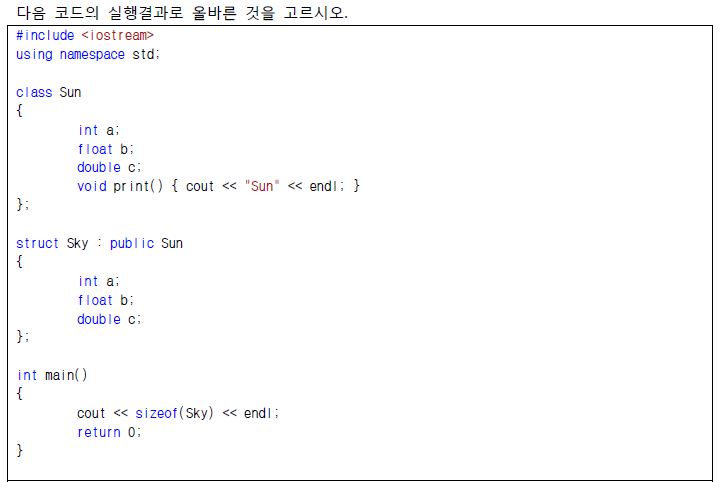 다음 코드의 실행결과로 올바른 것을 고르시오.
#include <iostream>
using namespace std;
class Sun
{
int a;
float b;
double c;
void print() { cout << "Sun" << endl; }
};
struct Sky : public Sun
{
int a;
float b;
double c;
};
int main()
{
cout << sizeof(Sky) << endl;
return 0;
}